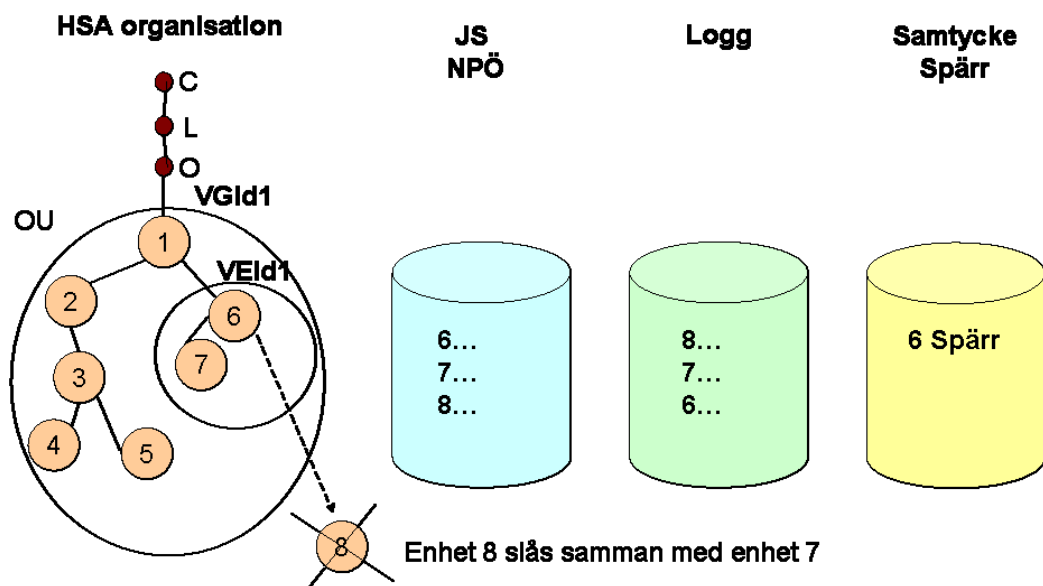 HSA organisation
JS
NPÖ
Logg
Samtycke
Spärr
C
L
O
VGId1
OU
1
VEId1
2
6
7
3
4
5
8
6...
7...
8...
8...
7...
6...
6 Spärr
Enhet 8 slås samman med enhet 7